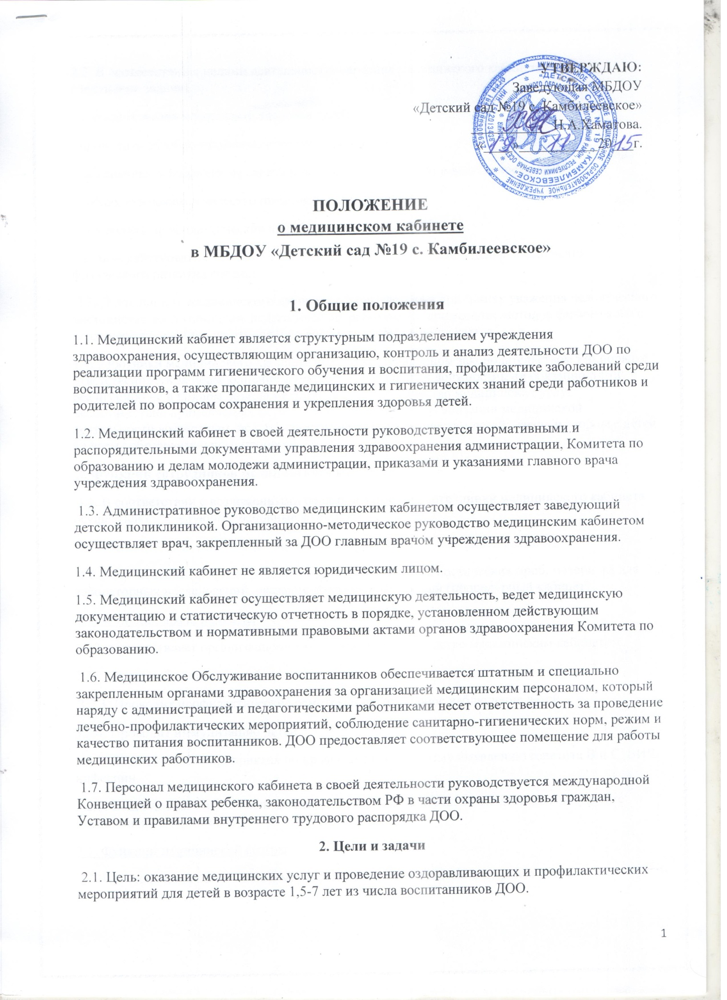 УТВЕРЖДАЮ:
Заведующая МБДОУ
«Детский сад №19 с. Камбилеевское»
Н.А.Хаматова.
«19» 11 2015г.
МУНИЦИПАЛЬНОЕ БЮДЖЕТНОЕ ДОШКОЛЬНОЕ ОБРАЗОВАТЕЛЬНОЕ УЧРЕЖДЕНИЕ
«ДЕТСКИЙ САД № 19 с. КАМБИЛЕЕВСКОЕ»
ПОЛОЖЕНИЕ
о медицинском кабинете
в МБДОУ «Детский сад №19 с. Камбилеевское»
1. Общие положения
1.1. Медицинский кабинет является структурным подразделением учреждения
здравоохранения, осуществляющим организацию, контроль и анализ деятельности ДОО по
реализации программ гигиенического обучения и воспитания, профилактике заболеваний среди
воспитанников, а также пропаганде медицинских и гигиенических знаний среди работников и
родителей по вопросам сохранения и укрепления здоровья детей.
1.2. Медицинский кабинет в своей деятельности руководствуется нормативными и
распорядительными документами управления здравоохранения администрации, Комитета по
образованию и делам молодежи администрации, приказами и указаниями главного врача
учреждения здравоохранения.
1.3. Административное руководство медицинским кабинетом осуществляет заведующий
детской поликлиникой. Организационно-методическое руководство медицинским кабинетом
осуществляет врач, закрепленный за ДОО главным врачом учреждения здравоохранения.
1.4. Медицинский кабинет не является юридическим лицом.
1.5. Медицинский кабинет осуществляет медицинскую деятельность, ведет медицинскую
документацию и статистическую отчетность в порядке, установленном действующим
законодательством и нормативными правовыми актами органов здравоохранения Комитета по
образованию.
1.6. Медицинское Обслуживание воспитанников обеспечивается штатным и специально
закрепленным органами здравоохранения за организацией медицинским персоналом, который
наряду с администрацией и педагогическими работниками несет ответственность за проведение
лечебно-профилактических мероприятий, соблюдение санитарно-гигиенических норм, режим и
качество питания воспитанников. ДОО предоставляет соответствующее помещение для работы
медицинских работников.
1.7. Персонал медицинского кабинета в своей деятельности руководствуется международной
Конвенцией о правах ребенка, законодательством РФ в части охраны здоровья граждан,
Уставом и правилами внутреннего трудового распорядка ДОО.
2. Цели и задачи
2.1. Цель: оказание медицинских услуг и проведение оздоравливающих и профилактических
мероприятий для детей в возрасте 1,5-7 лет из числа воспитанников ДОО.
1